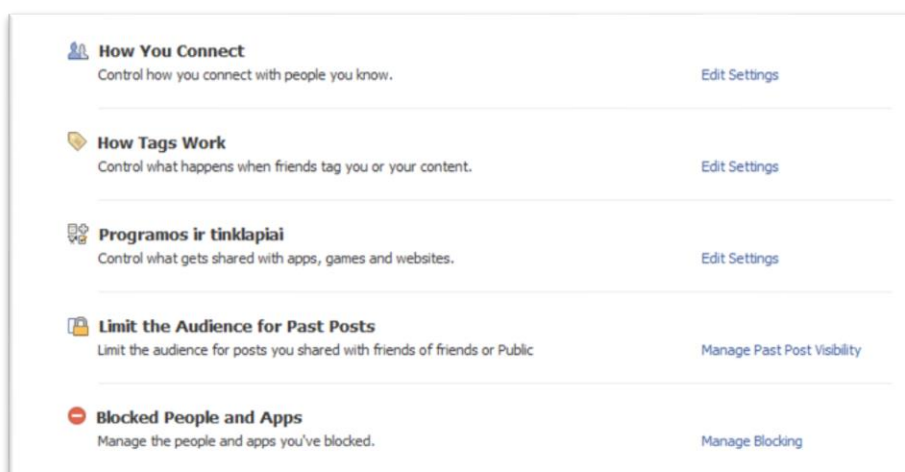 How You Connect
Control how you connect with people you know.
Edit Settings
How Tags Work
Control what happens when friends tag you or your content.
Edit Settings
Programos ir tinklapiai
Control what gets shared with apps, games and websites.
Edit Settings
Limit the Audience for Past Posts
Limit the audience for posts you shared with friends of friends or Public
Manage Past Post Visibility
Blocked People and Apps
Manage the people and apps you've blocked.
Manage Blocking